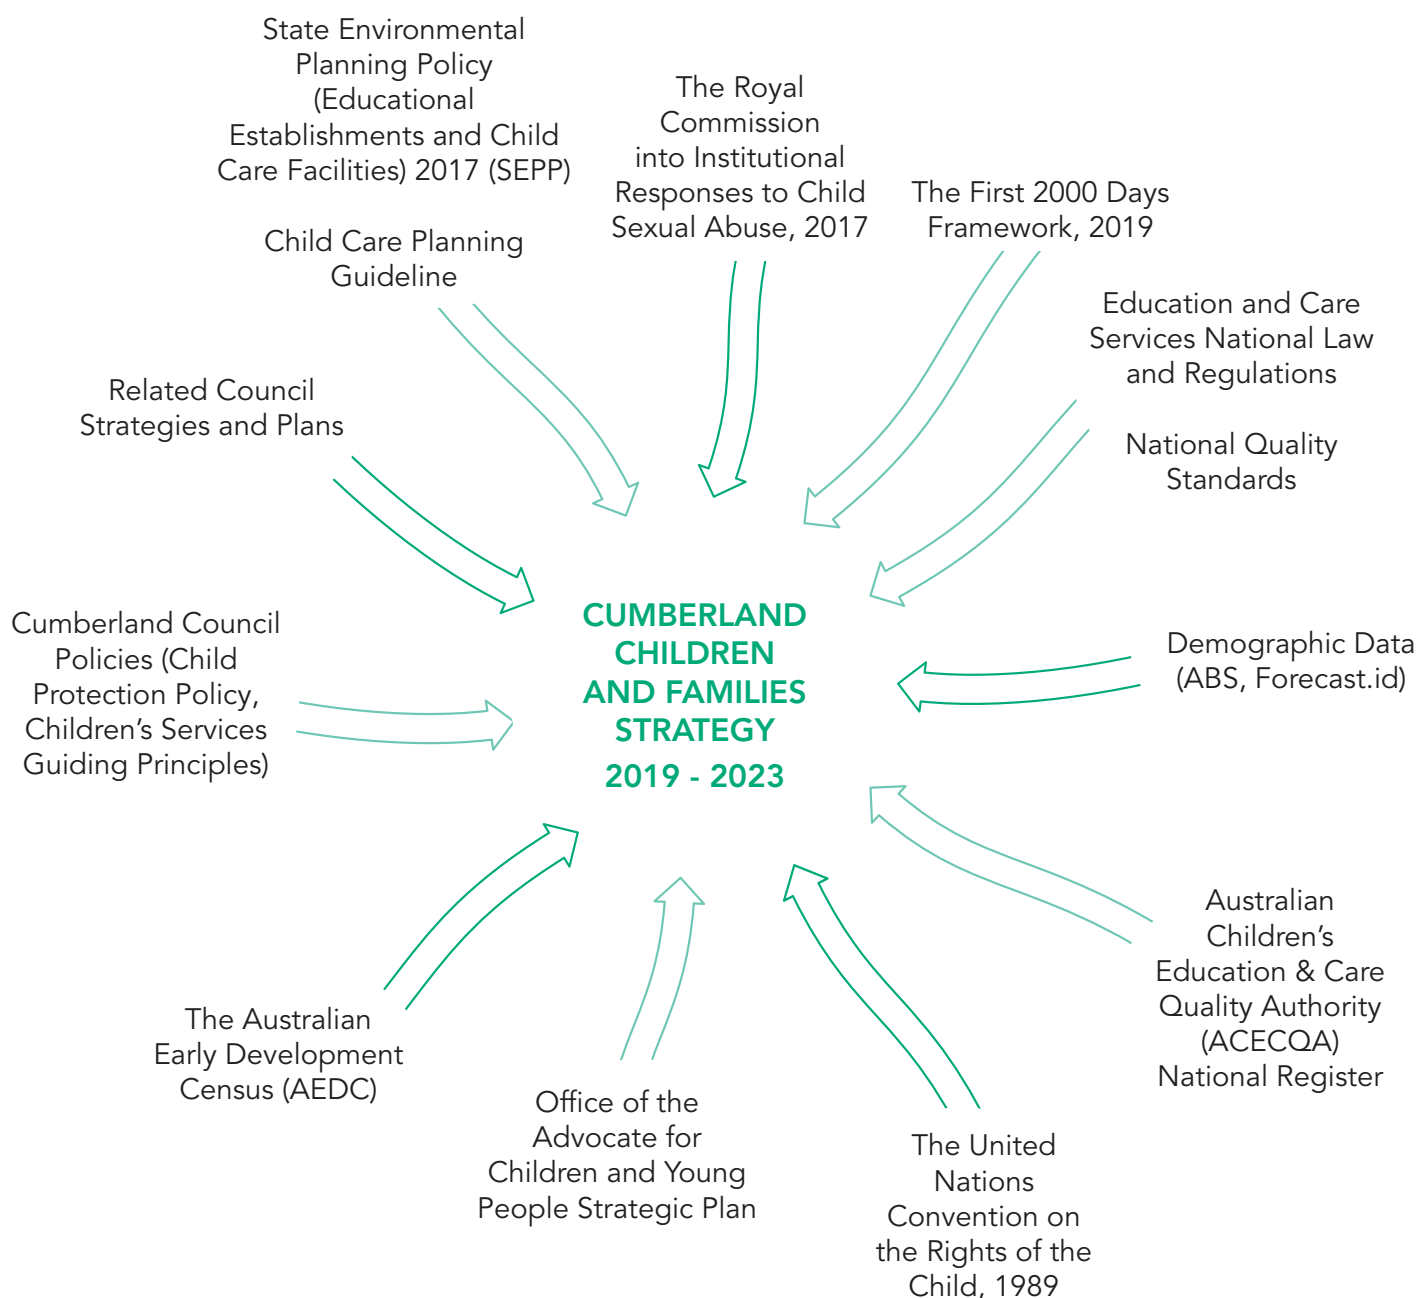 State Environmental
Planning Policy
(Educational
Establishments and Child
Care Facilities) 2017 (SEPP)
Child Care Planning
Guideline
The Royal
Commission
into Institutional
Responses to Child
Sexual Abuse, 2017
The First 2000 Days
Framework, 2019
Education and Care
Services National Law
and Regulations
National Quality
Standards
Related Council
Strategies and Plans
Cumberland Council
Policies (Child
Protection Policy,
Children’s Services
Guiding Principles)
CUMBERLAND
CHILDREN
AND FAMILIES
STRATEGY
2019 - 2023
Demographic Data
(ABS, Forecast.id)
Australian
Children’s
Education & Care
Quality Authority
(ACECQA)
National Register
The Australian
Early Development
Census (AEDC)
Office of the
Advocate for
Children and Young
People Strategic Plan
The United
Nations
Convention on
the Rights of the
Child, 1989